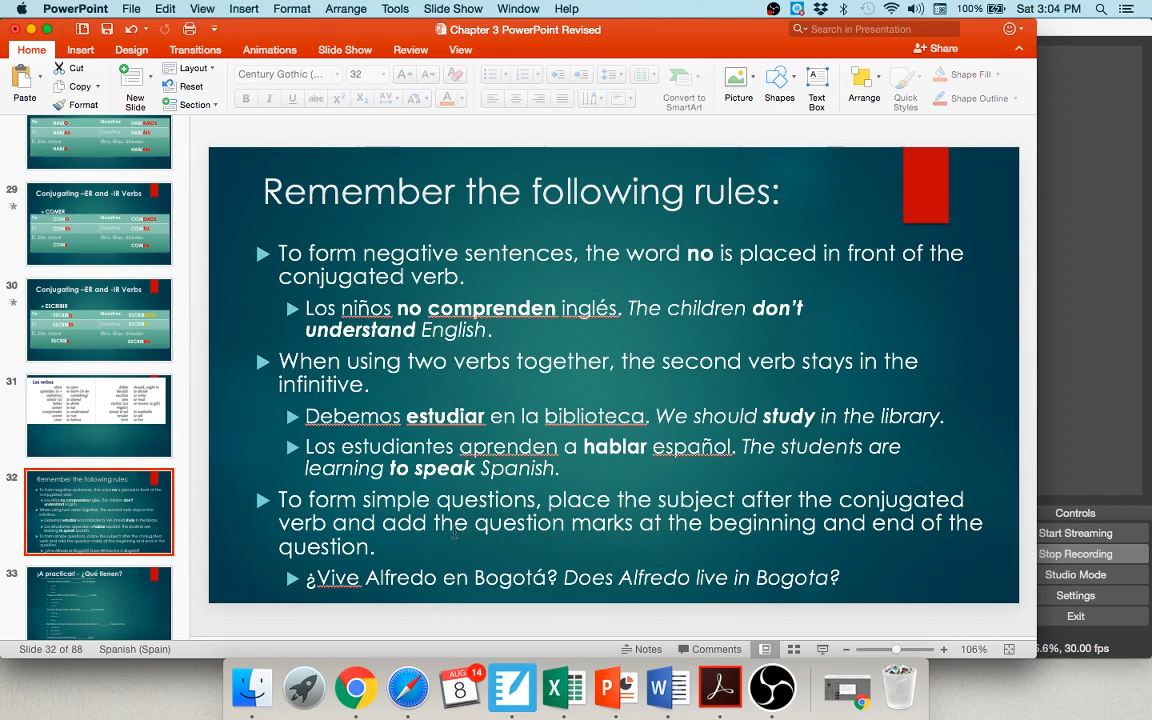 PowerPoint File Edit View Insert Format Arrange Tools Slide Show Window Help 100% Sat 3:04 PM
Chapter 3 PowerPoint Revised
Search in Presentation
Home Insert Design Transitions Animations Slide Show Review View
Share
Paste
Cut
Copy
Format
New Slide
Layout
Reset
Section
Century Gothic (...
32
Convert to SmartArt
Picture
Shapes
Text Box
Arrange
Quick Styles
Shape Fill
Shape Outline
29
Conjugating –ER and -IR Verbs
COMER
30
Conjugating –ER and -IR Verbs
ESCRIBIR
31
Los verbos
32
Remember the following rules:
33
¡A practicar! - ¿Qué tienen?
Remember the following rules:
To form negative sentences, the word no is placed in front of the
conjugated verb.
Los niños no comprenden inglés. The children don't
understand English.
When using two verbs together, the second verb stays in the
infinitive.
Debemos estudiar en la biblioteca. We should study in the library.
Los estudiantes aprenden a hablar español. The students are
learning to speak Spanish.
To form simple questions, place the subject after the conjugated
verb and add the question marks at the beginning and end of the
question.
¿Vive Alfredo en Bogotá? Does Alfredo live in Bogota?
Controls
Start Streaming
Stop Recording
Studio Mode
Settings
Exit
5.6%, 30.00 fps
Slide 32 of 88 Spanish (Spain)
Notes Comments 106%
AUG
14
8